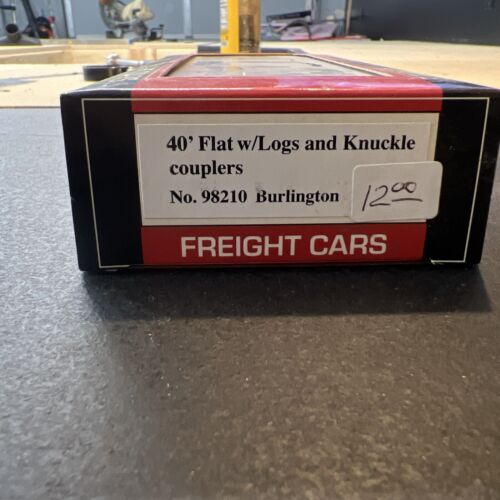 40' Flat w/Logs and Knuckle
couplers
No. 98210 Burlington
12.00
FREIGHT CARS